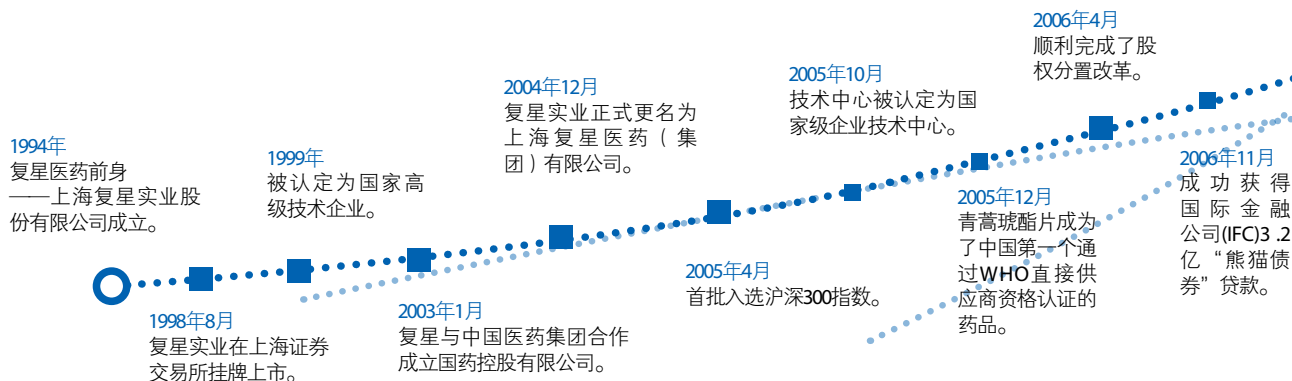 1994年
复星医药前身
——上海复星实业股
份有限公司成立。
1998年8月
复星实业在上海证券
交易所挂牌上市。
1999年
被认定为国家高
级技术企业。
2003年1月
复星与中国医药集团合作
成立国药控股有限公司。
2004年12月
复星实业正式更名为
上海复星医药（集
团）有限公司。
2005年4月
首批入选沪深300指数。
2005年10月
技术中心被认定为国
家级企业技术中心。
2005年12月
青蒿琥酯片成为
了中国第一个通
过WHO直接供
应商资格认证的
药品。
2006年4月
顺利完成了股
权分置改革。
2006年11月
成功获得
国际金融
公司(IFC)3.2
亿“熊猫债
券”贷款。